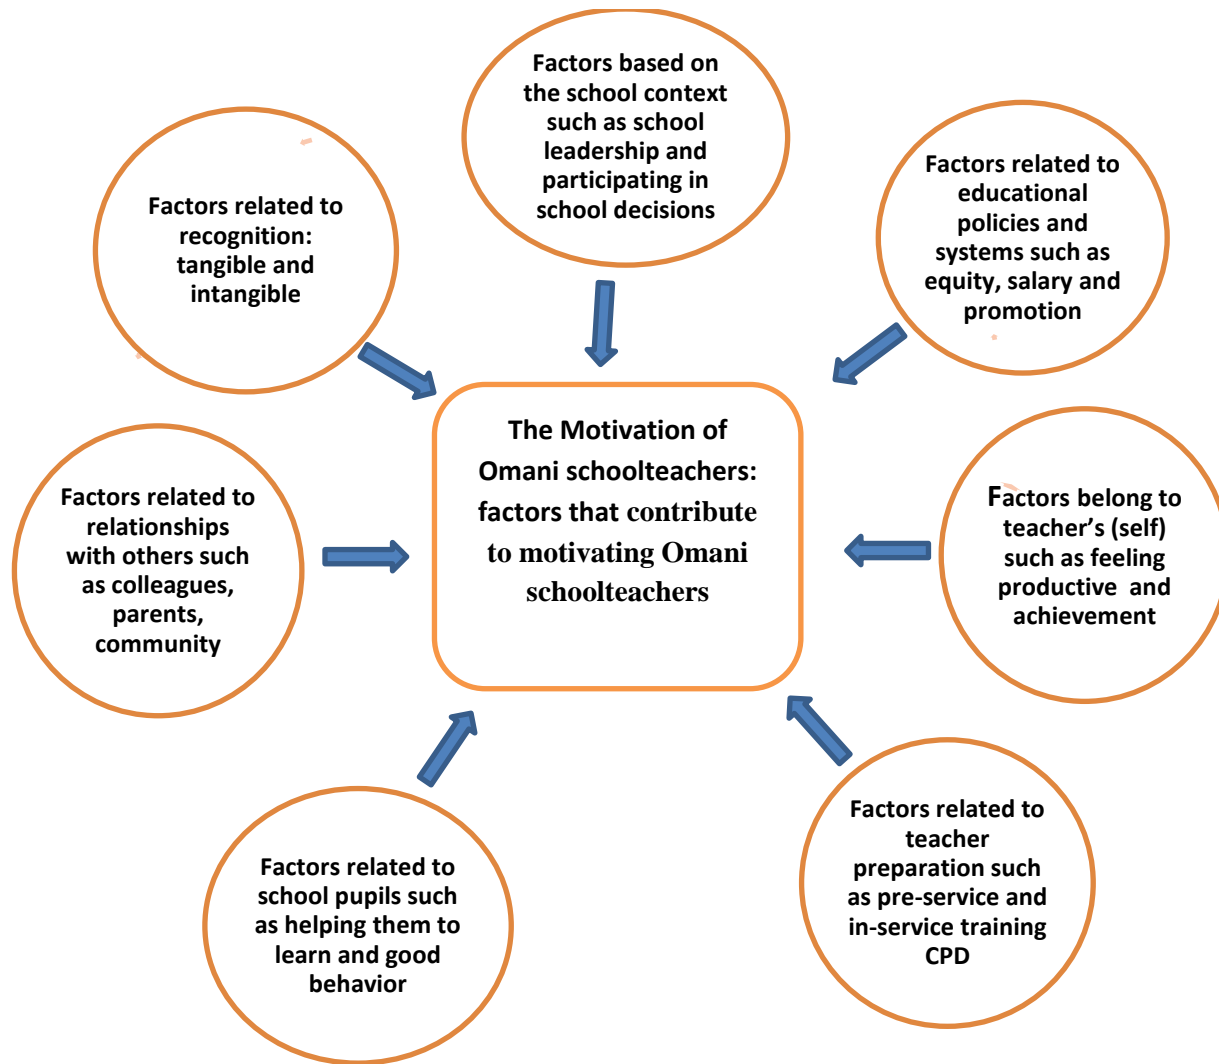 Factors based on
the school context
such as school
leadership and
participating in
school decisions
Factors related to
educational
policies and
systems such as
equity, salary and
promotion
Factors related to
recognition:
tangible and
intangible
The Motivation of
Omani schoolteachers:
factors that contribute
to motivating Omani
schoolteachers
Factors related to
relationships
with others such
as colleagues,
parents,
community
Factors belong to
teacher’s (self)
such as feeling
productive and
achievement
Factors related to
teacher
preparation such
as pre-service and
in-service training
CPD
Factors related to
school pupils such
as helping them to
learn and good
behavior